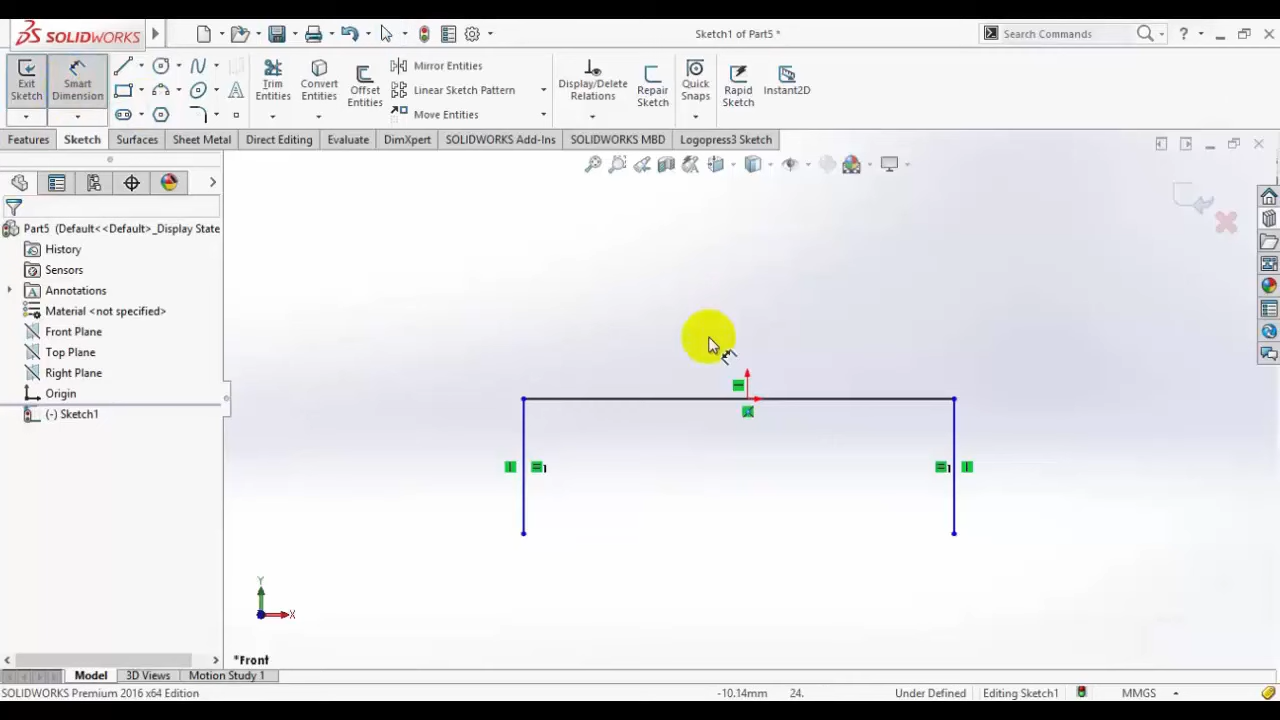 SOLIDWORKS
Sketch1 of Part5 *
Search Commands
?
Exit Sketch
Smart Dimension
Trim Entities
Convert Entities
Offset Entities
Mirror Entities
Linear Sketch Pattern
Move Entities
Display/Delete Relations
Repair Sketch
Quick Snaps
Rapid Sketch
Instant2D
Features
Sketch
Surfaces
Sheet Metal
Direct Editing
Evaluate
DimXpert
SOLIDWORKS Add-Ins
SOLIDWORKS MBD
Logopress3 Sketch
Part5 (Default<<Default>_Display State
History
Sensors
Annotations
Material <not specified>
Front Plane
Top Plane
Right Plane
Origin
(-) Sketch1
1
1
Y
X
*Front
Model
3D Views
Motion Study 1
SOLIDWORKS Premium 2016 x64 Edition
-10.14mm
24.
Under Defined
Editing Sketch1
MMGS